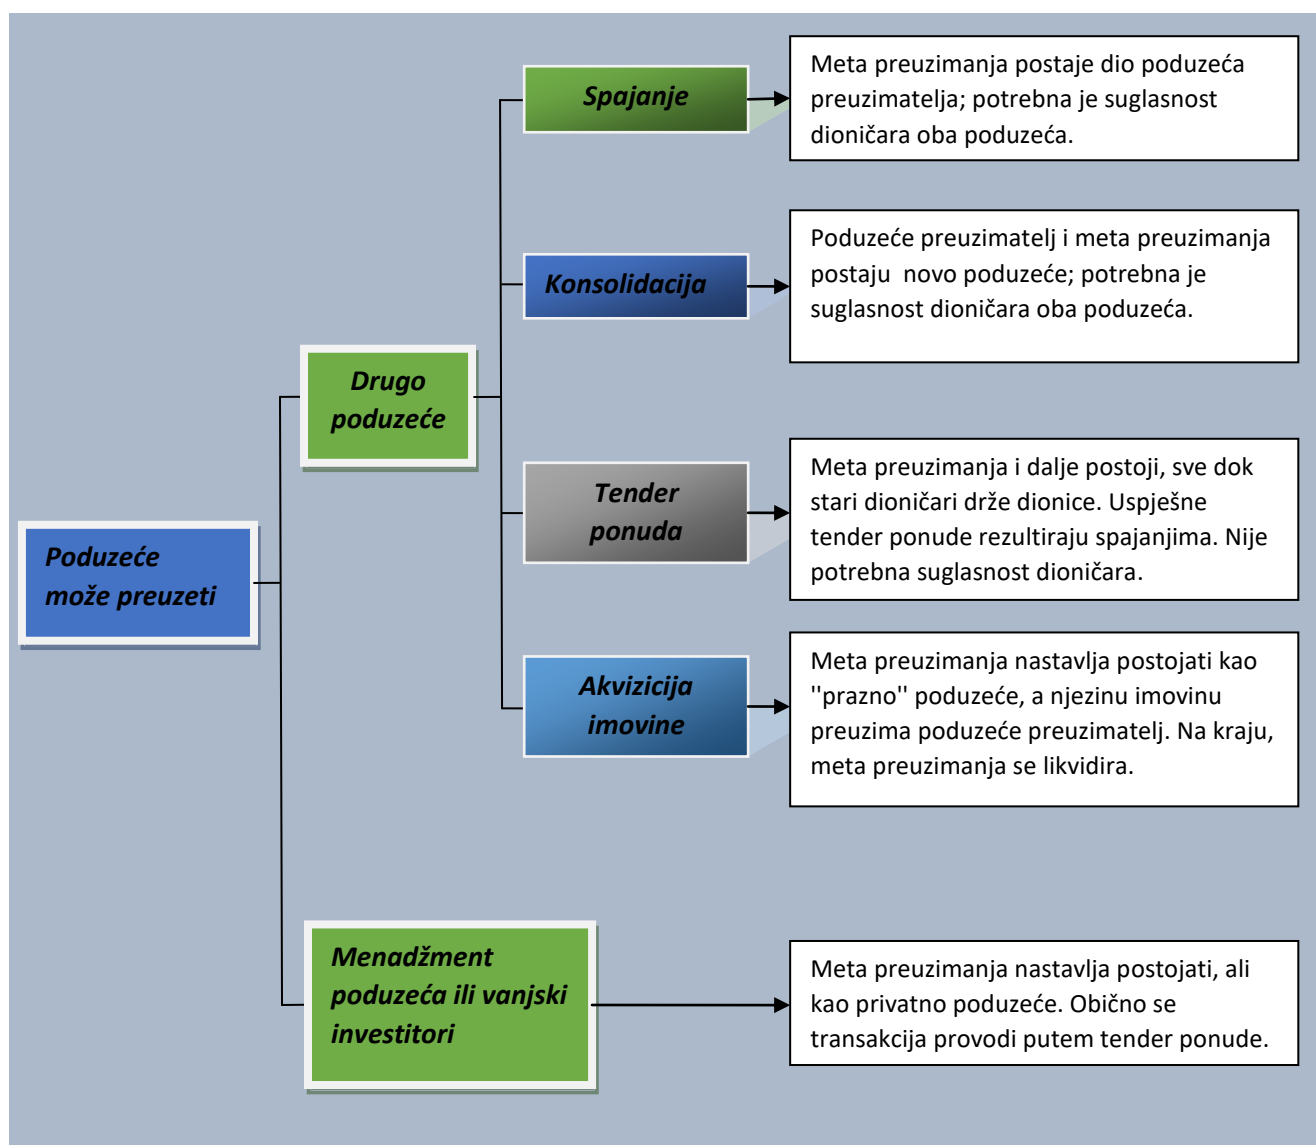 Poduzeće
može preuzeti
Drugo
poduzeće
Spajanje
Meta preuzimanja postaje dio poduzeća
preuzimatelja; potrebna je suglasnost
dioničara oba poduzeća.
Konsolidacija
Poduzeće preuzimatelj i meta preuzimanja
postaju  novo poduzeće; potrebna je
suglasnost dioničara oba poduzeća.
Tender
ponuda
Meta preuzimanja i dalje postoji, sve dok
stari dioničari drže dionice. Uspješne
tender ponude rezultiraju spajanjima. Nije
potrebna suglasnost dioničara.
Akvizicija
imovine
Meta preuzimanja nastavlja postojati kao
''prazno'' poduzeće, a njezinu imovinu
preuzima poduzeće preuzimatelj. Na kraju,
meta preuzimanja se likvidira.
Menadžment
poduzeća ili vanjski
investitori
Meta preuzimanja nastavlja postojati, ali
kao privatno poduzeće. Obično se
transakcija provodi putem tender ponude.